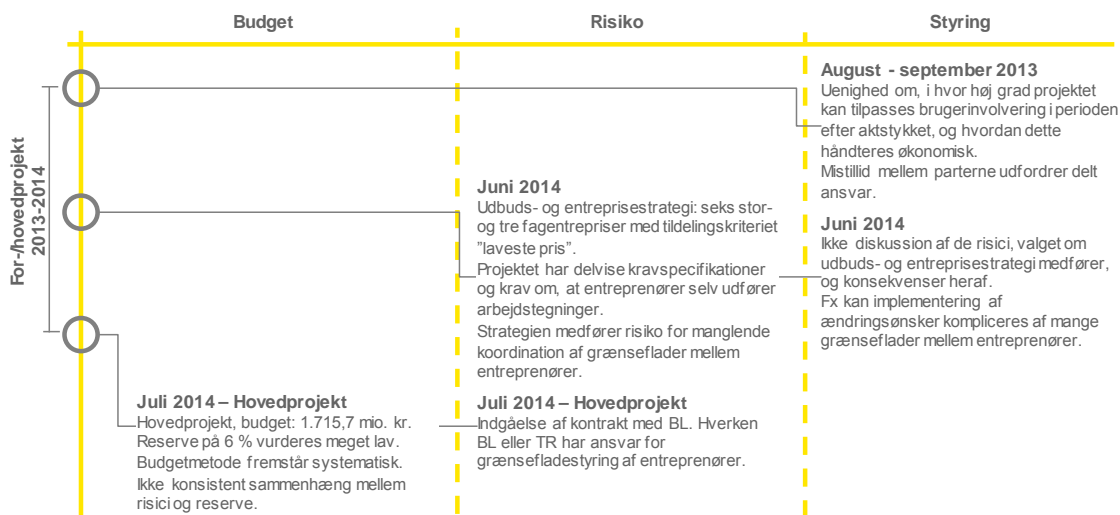 Budget
Risiko
Styring
For-/hovedprojekt
2013-2014
August - september 2013
Uenighed om, i hvor høj grad projektet
kan tilpasses brugerinvolvering i perioden
efter aktstykket, og hvordan dette
håndteres økonomisk.
Mistillid mellem parterne udfordrer delt
ansvar.
Juni 2014
Udbuds- og entreprisestrategi: seks stor-
og tre fagentrepriser med tildelingskriteriet
"laveste pris".
Projektet har delvise kravspecifikationer
og krav om, at entreprenører selv udfører
arbejdstegninger.
Strategien medfører risiko for manglende
koordination af grænseflader mellem
entreprenører.
Juni 2014
Ikke diskussion af de risici, valget om
udbuds- og entreprisestrategi medfører,
og konsekvenser heraf.
Fx kan implementering af
ændringsønsker kompliceres af mange
grænseflader mellem entreprenører.
Juli 2014 – Hovedprojekt
Hovedprojekt, budget: 1.715,7 mio. kr.
Reserve på 6 % vurderes meget lav.
Budgetmetode fremstår systematisk.
Ikke konsistent sammenhæng mellem
risici og reserve.
Juli 2014 – Hovedprojekt
Indgåelse af kontrakt med BL. Hverken
BL eller TR har ansvar for
grænsefladestyring af entreprenører.